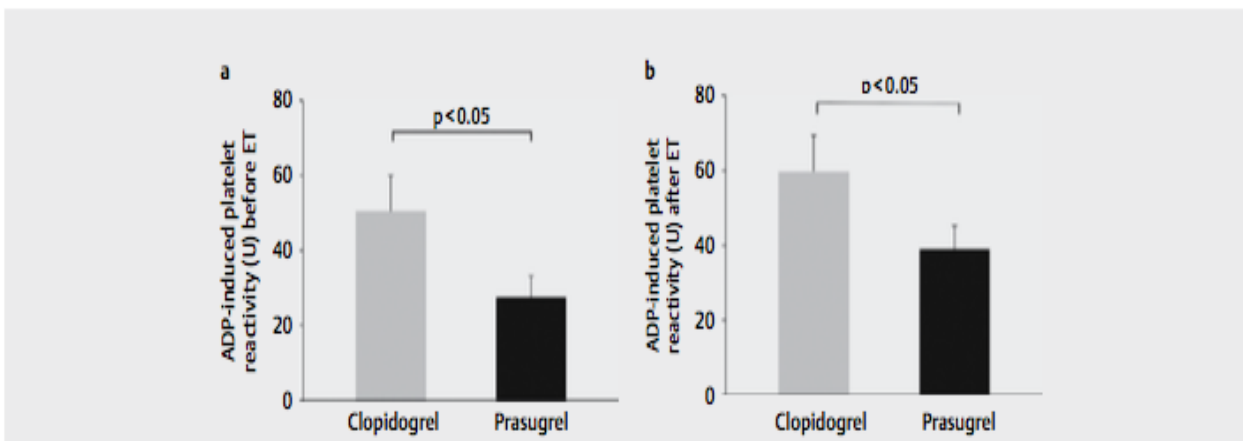 a
ADP-induced platelet
reactivity (U) before ET
80
60
40
20
0
p<0.05
Clopidogrel
Prasugrel
b
ADP-induced platelet
reactivity (U) after ET
80
60
40
20
0
p<0.05
Clopidogrel
Prasugrel